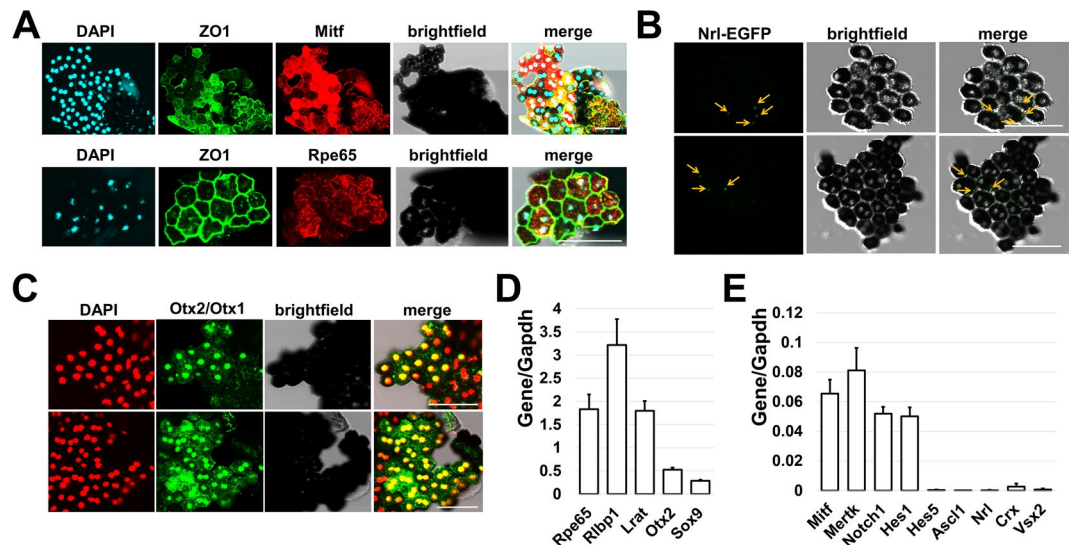 A
DAPI ZO1 Mitf brightfield merge
DAPI ZO1 Rpe65 brightfield merge
B
Nrl-EGFP brightfield merge
C
DAPI Otx2/Otx1 brightfield merge
D
Gene/Gapdh
4
3.5
3
2.5
2
1.5
1
0.5
0
Rpe65 Rlbp1 Lrat Otx2 Sox9
E
Gene/Gapdh
0.12
0.1
0.08
0.06
0.04
0.02
0
Mitf Mertk Notch1 Hes1 Hes5 Ascl1 Nrl Crx Vsx2